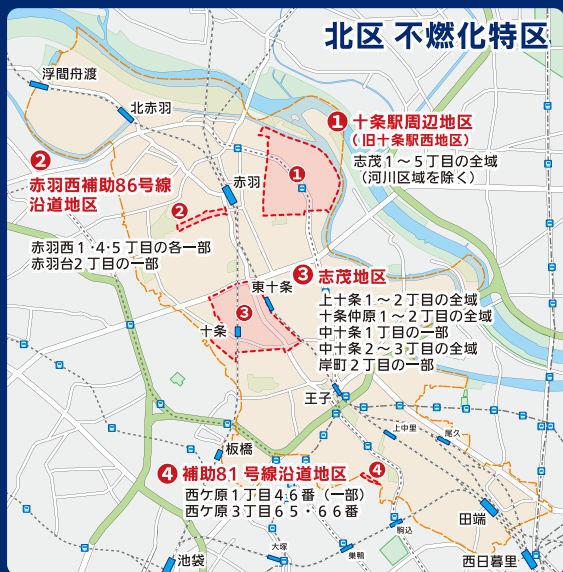 北区 不燃化特区
浮間舟渡
北赤羽
❶ 十条駅周辺地区
(旧十条駅西地区)
志茂1～5丁目の全域
(河川区域を除く)
❷
赤羽西補助86号線
沿道地区
赤羽西1･4･5丁目の各一部
赤羽台2丁目の一部
赤羽
❶
❷
東十条
❸ 志茂地区
上十条1～2丁目の全域
十条仲原1～2丁目の全域
中十条1丁目の一部
中十条2～3丁目の全域
岸町2丁目の一部
❸
十条
王子
上中里
尾久
板橋
❹ 補助81号線沿道地区
西ケ原1丁目46番（一部）
西ケ原3丁目65・66番
❹
田端
駒込
巣鴨
大塚
池袋
西日暮里